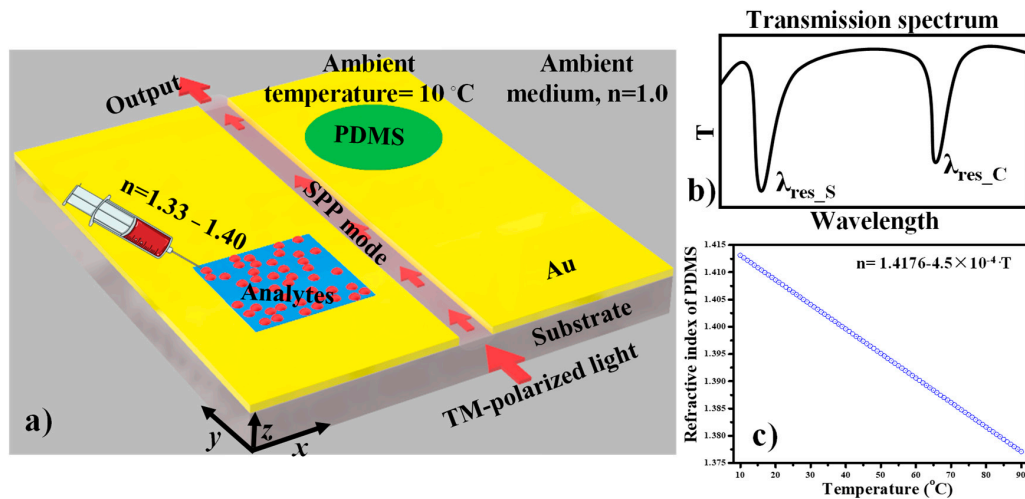 a)
Ambient
temperature= 10 °C
Ambient
medium, n=1.0
Output
PDMS
n=1.33 – 1.40
SPP mode
Analytes
Au
Substrate
TM-polarized light
y
z
x
b)
Transmission spectrum
T
λres_S
λres_C
Wavelength
c)
n= 1.4176-4.5×10⁻⁴·T
Refractive index of PDMS
1.415
1.410
1.405
1.400
1.395
1.390
1.385
1.380
1.375
10 20 30 40 50 60 70 80 90
Temperature (°C)